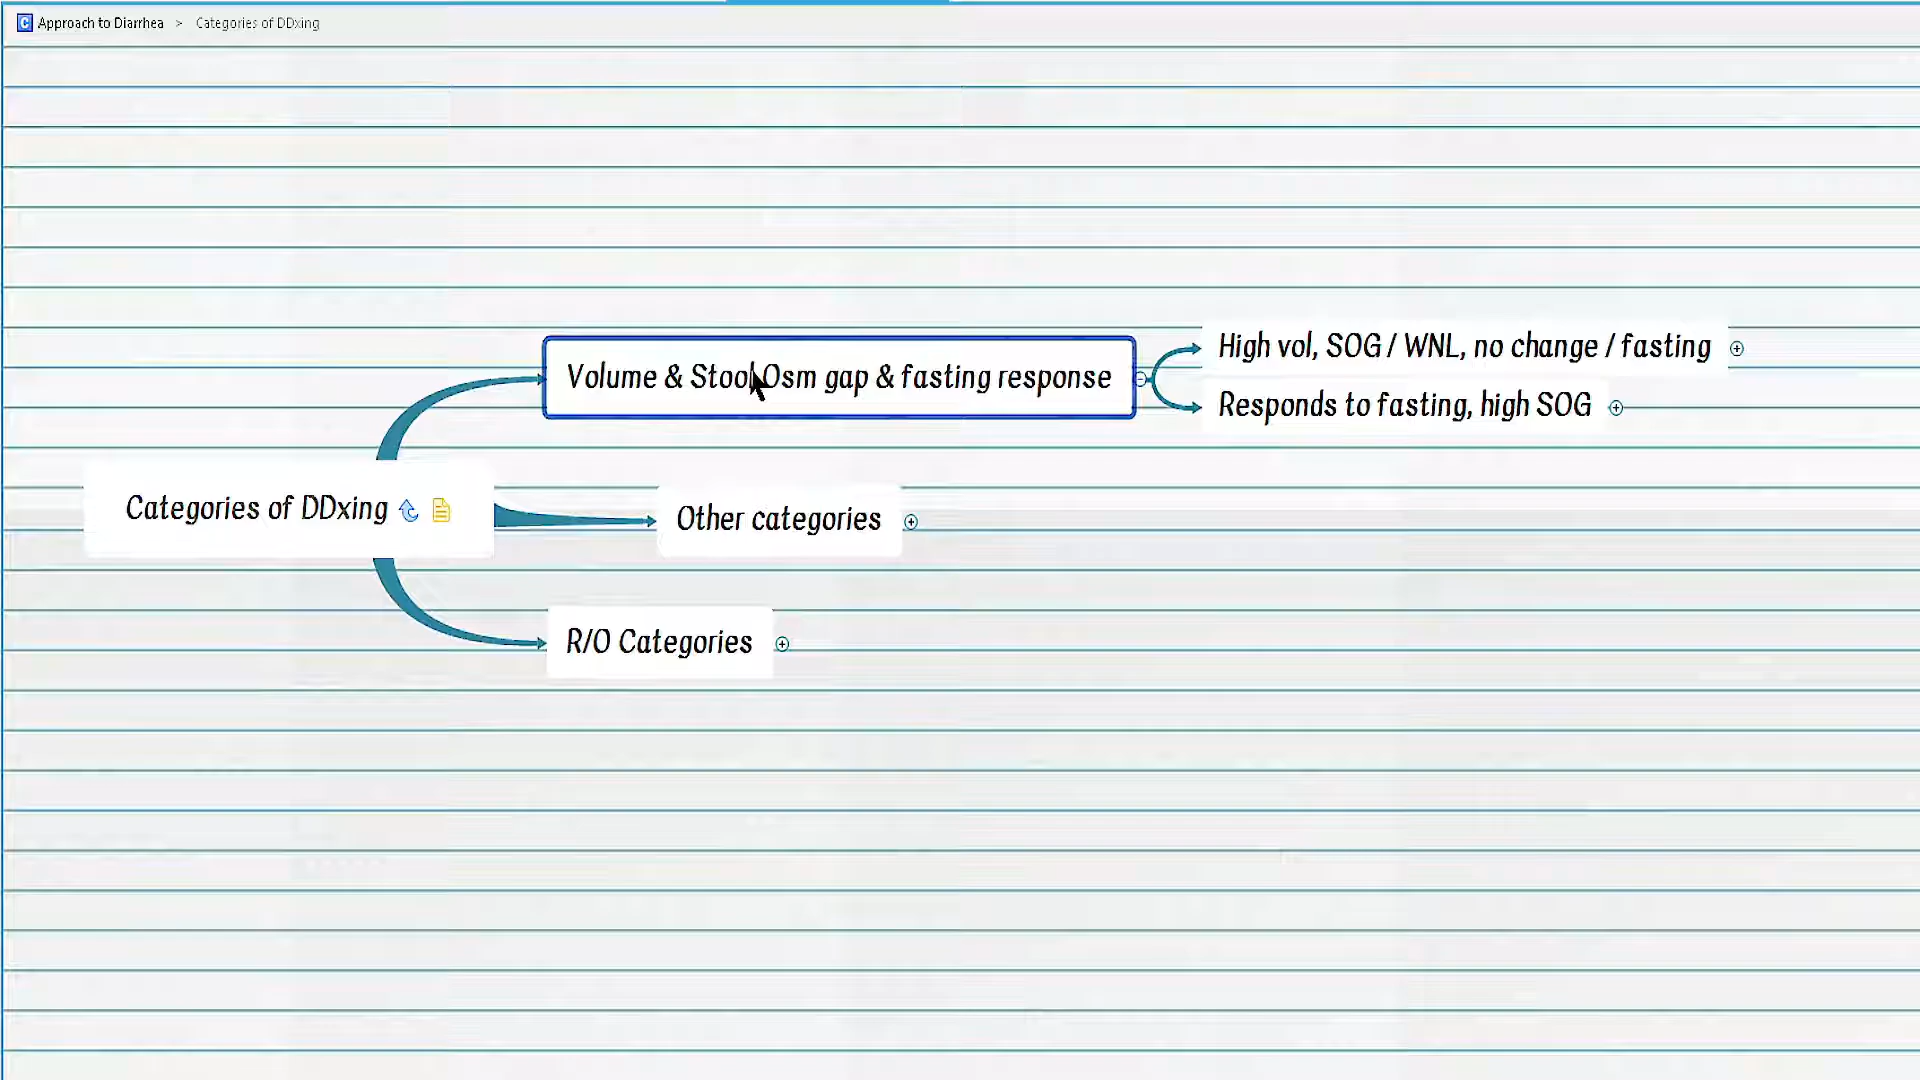 Approach to Diarrhea > Categories of DDxing
Volume & Stool Osm gap & fasting response
High vol, SOG / WNL, no change / fasting
Responds to fasting, high SOG
Categories of DDxing
Other categories
R/O Categories